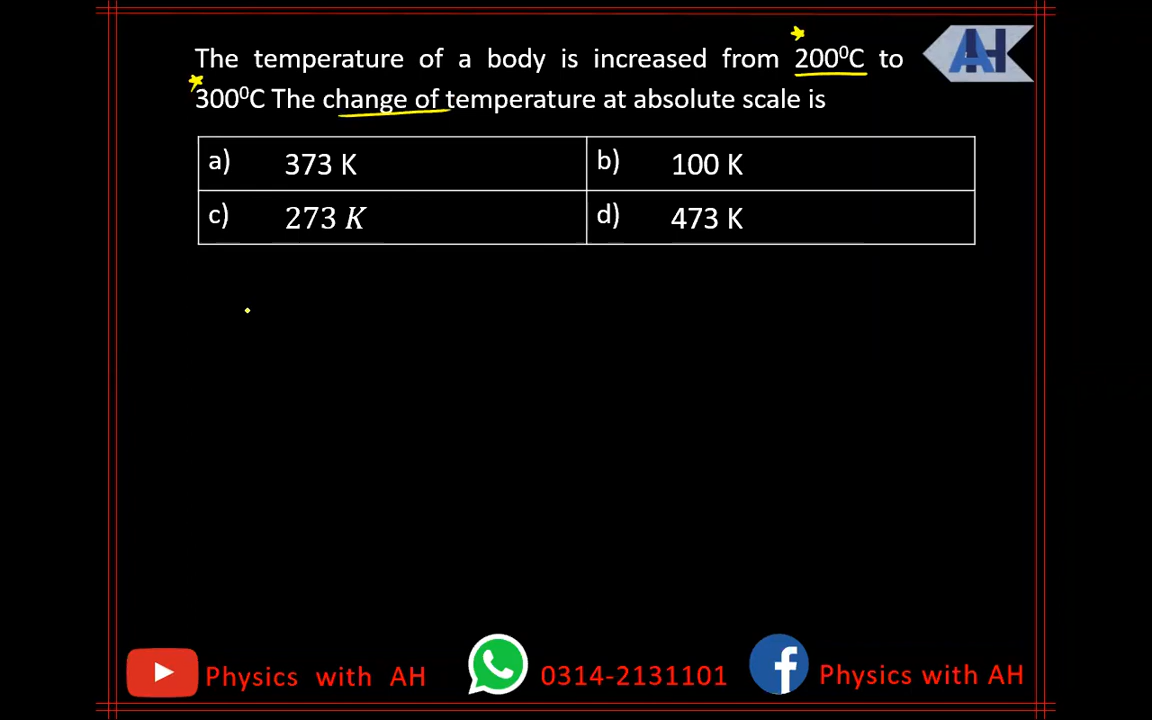 The temperature of a body is increased from 200⁰C to
300⁰C The change of temperature at absolute scale is
a) 373 K b) 100 K
c) 273 K d) 473 K
AH
Physics with AH 0314-2131101 Physics with AH